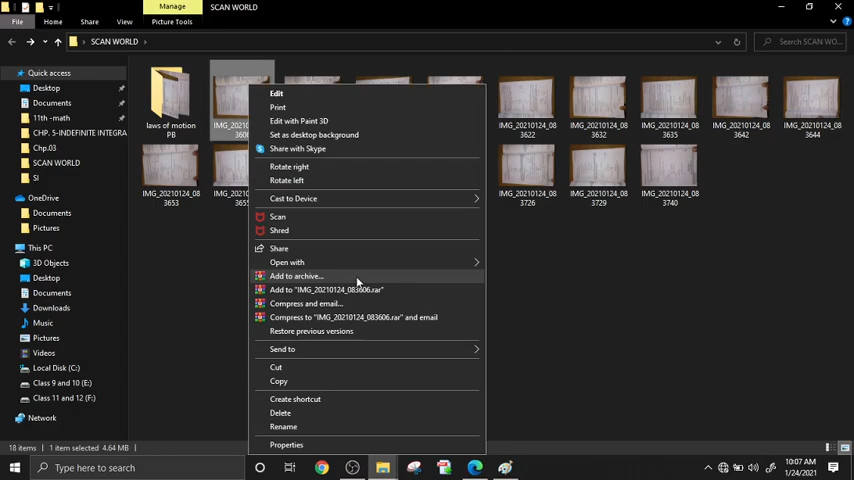 Manage
SCAN WORLD
File
Home
Share
View
Picture Tools
SCAN WORLD
Search SCAN WO...
Quick access
Desktop
Documents
11th -math
CHP. 5-INDEFINITE INTEGRA
Chp.03
SCAN WORLD
SI
OneDrive
Documents
Pictures
This PC
3D Objects
Desktop
Documents
Downloads
Music
Pictures
Videos
Local Disk (C:)
Class 9 and 10 (E:)
Class 11 and 12 (F:)
Network
laws of motion
PB
IMG_20210124_083622
IMG_20210124_083632
IMG_20210124_083635
IMG_20210124_083642
IMG_20210124_083644
IMG_20210124_083653
IMG_20210124_083726
IMG_20210124_083729
IMG_20210124_083740
Edit
Print
Edit with Paint 3D
Set as desktop background
Share with Skype
Rotate right
Rotate left
Cast to Device
Scan
Shred
Share
Open with
Add to archive...
Add to "IMG_20210124_083606.rar"
Compress and email...
Compress to "IMG_20210124_083606.rar" and email
Restore previous versions
Send to
Cut
Copy
Create shortcut
Delete
Rename
Properties
18 items
1 item selected 4.64 MB
Type here to search
10:07 AM
1/24/2021